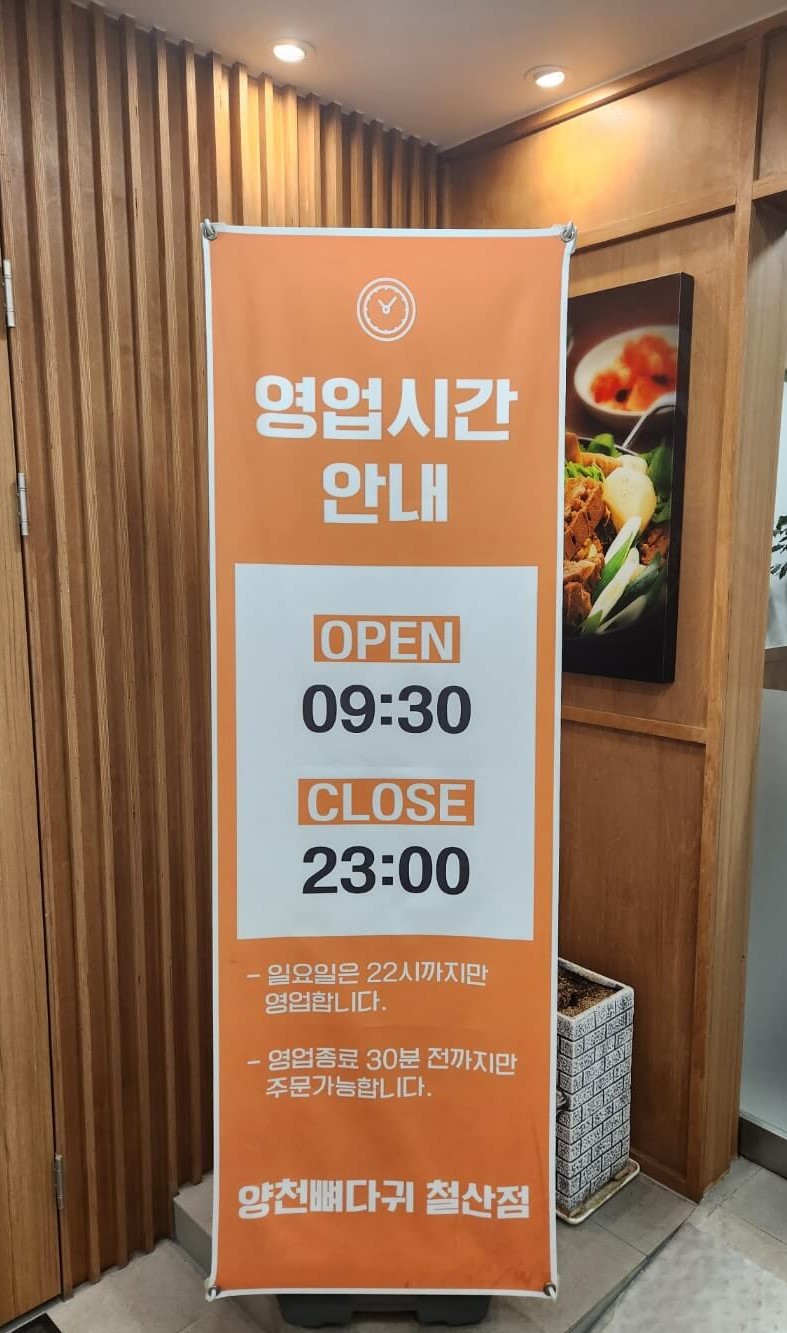 영업시간
안내
OPEN
09:30
CLOSE
23:00
- 일요일은 22시까지만
영업합니다.
- 영업종료 30분 전까지만
주문가능합니다.
양천뼈다귀 철산점